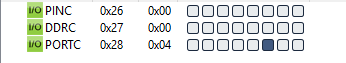 I/O PINC 0x26 0x00
I/O DDRC 0x27 0x00
I/O PORTC 0x28 0x04